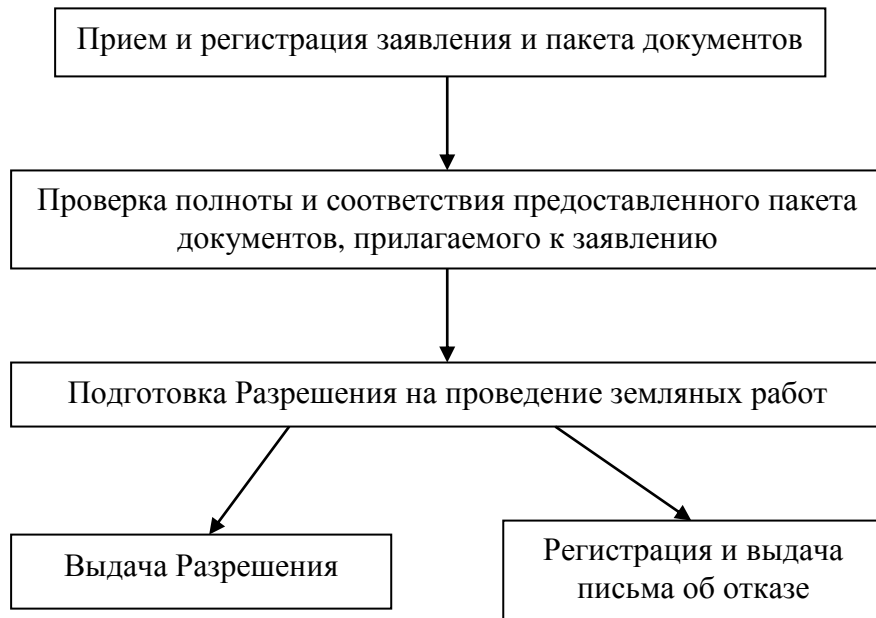 Прием и регистрация заявления и пакета документов
Проверка полноты и соответствия предоставленного пакета
документов, прилагаемого к заявлению
Подготовка Разрешения на проведение земляных работ
Выдача Разрешения
Регистрация и выдача
письма об отказе